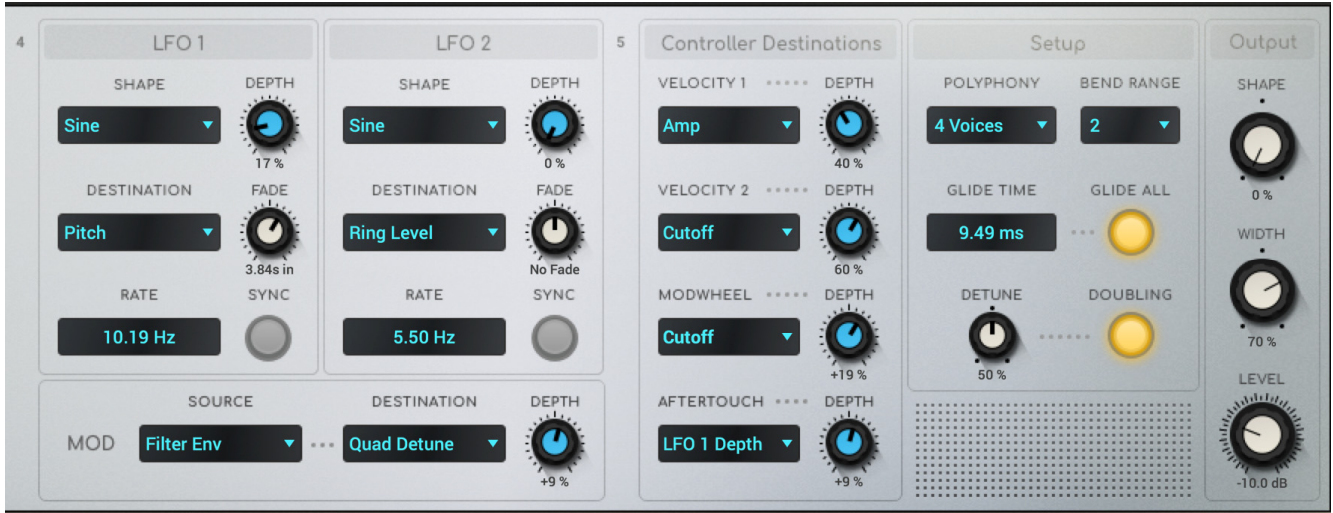 4 LFO 1 LFO 2 5 Controller Destinations Setup Output
SHAPE DEPTH SHAPE DEPTH VELOCITY 1 DEPTH POLYPHONY BEND RANGE SHAPE
Sine Sine Amp 4 Voices 2
17 % 0 % 40 %
DESTINATION FADE DESTINATION FADE VELOCITY 2 DEPTH GLIDE TIME GLIDE ALL 0 %
Pitch Ring Level Cutoff 9.49 ms WIDTH
3.84s in No Fade 60 %
RATE SYNC RATE SYNC MODWHEEL DEPTH DETUNE DOUBLING
10.19 Hz 5.50 Hz Cutoff 70 %
+19 % 50 % LEVEL
SOURCE DESTINATION DEPTH AFTERTOUCH DEPTH
MOD Filter Env Quad Detune LFO 1 Depth
+9 % +9 % -10.0 dB